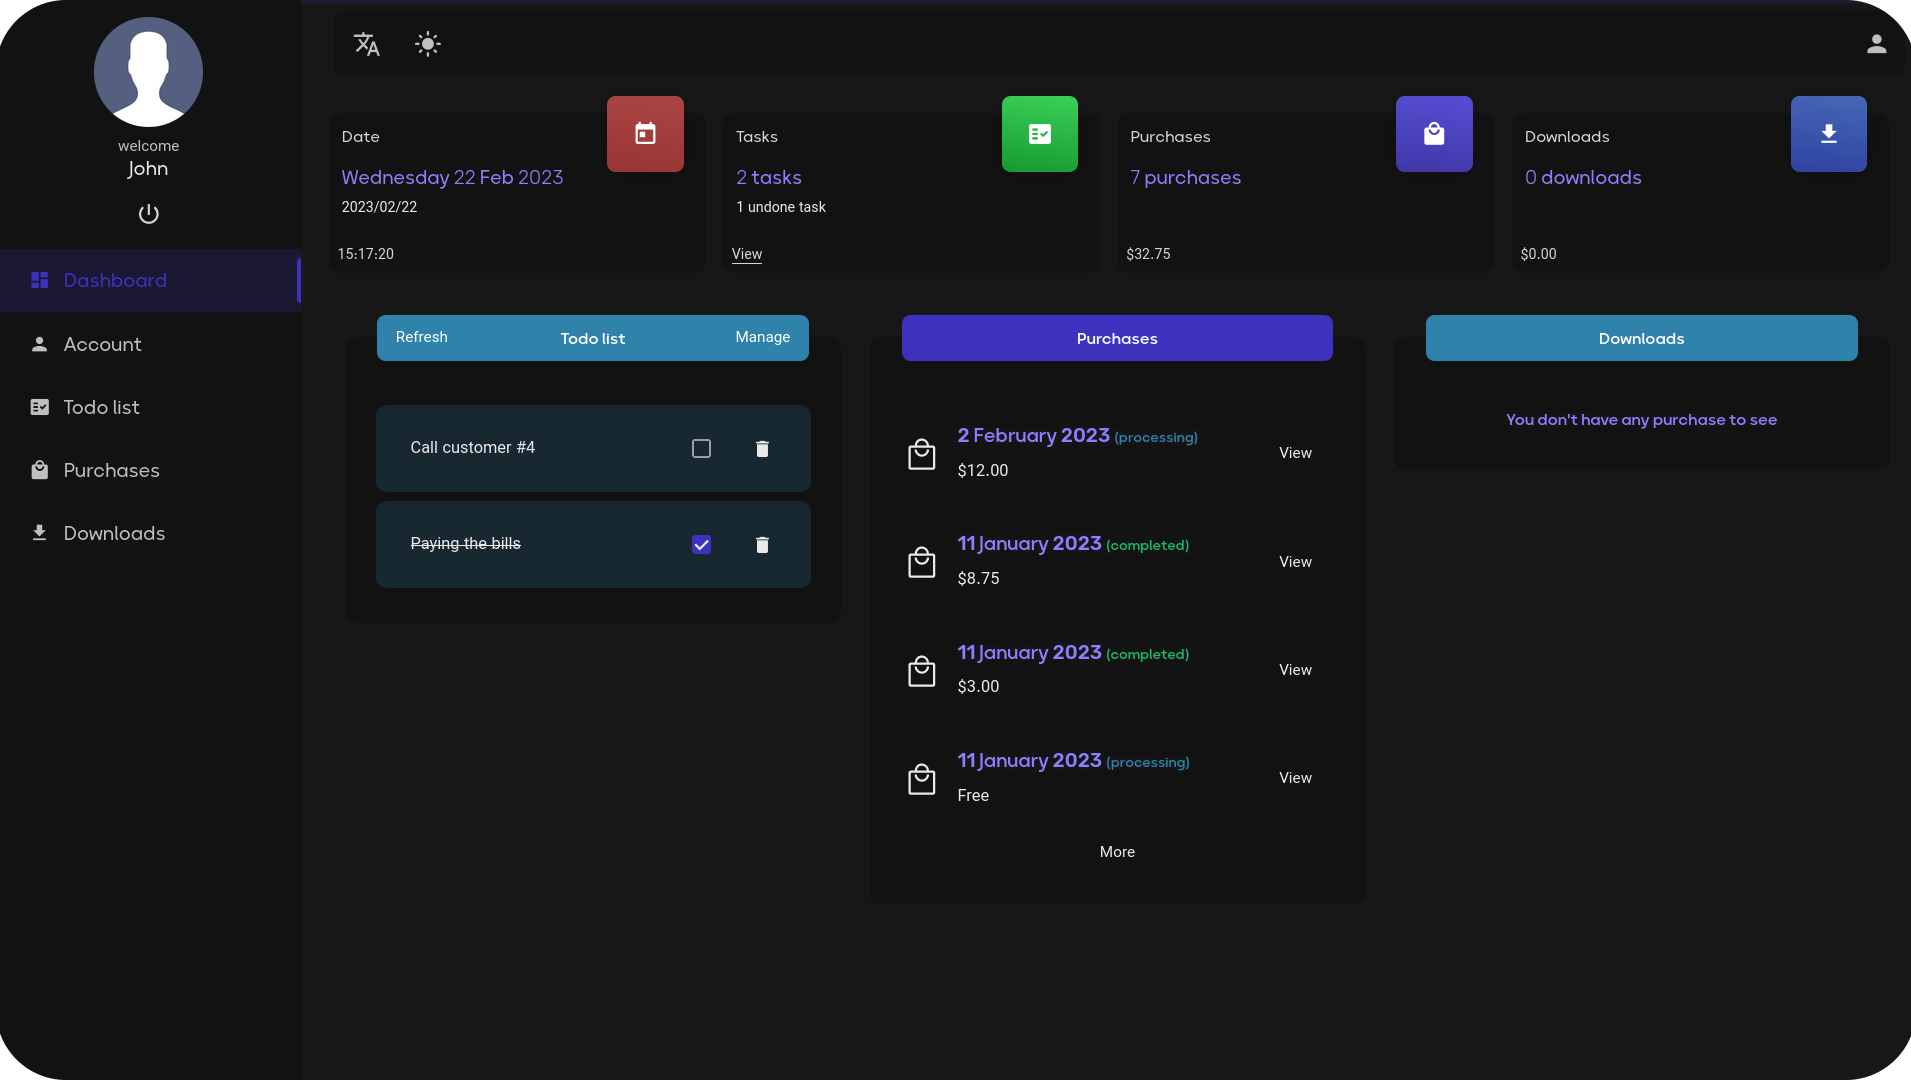 welcome
John
Dashboard
Account
Todo list
Purchases
Downloads
Date
Wednesday 22 Feb 2023
2023/02/22
15:17:20
Tasks
2 tasks
1 undone task
View
Purchases
7 purchases
$32.75
Downloads
0 downloads
$0.00
Refresh Todo list Manage
Call customer #4
Paying the bills
Purchases
2 February 2023 (processing)
$12.00
View
11 January 2023 (completed)
$8.75
View
11 January 2023 (completed)
$3.00
View
11 January 2023 (processing)
Free
View
More
Downloads
You don't have any purchase to see